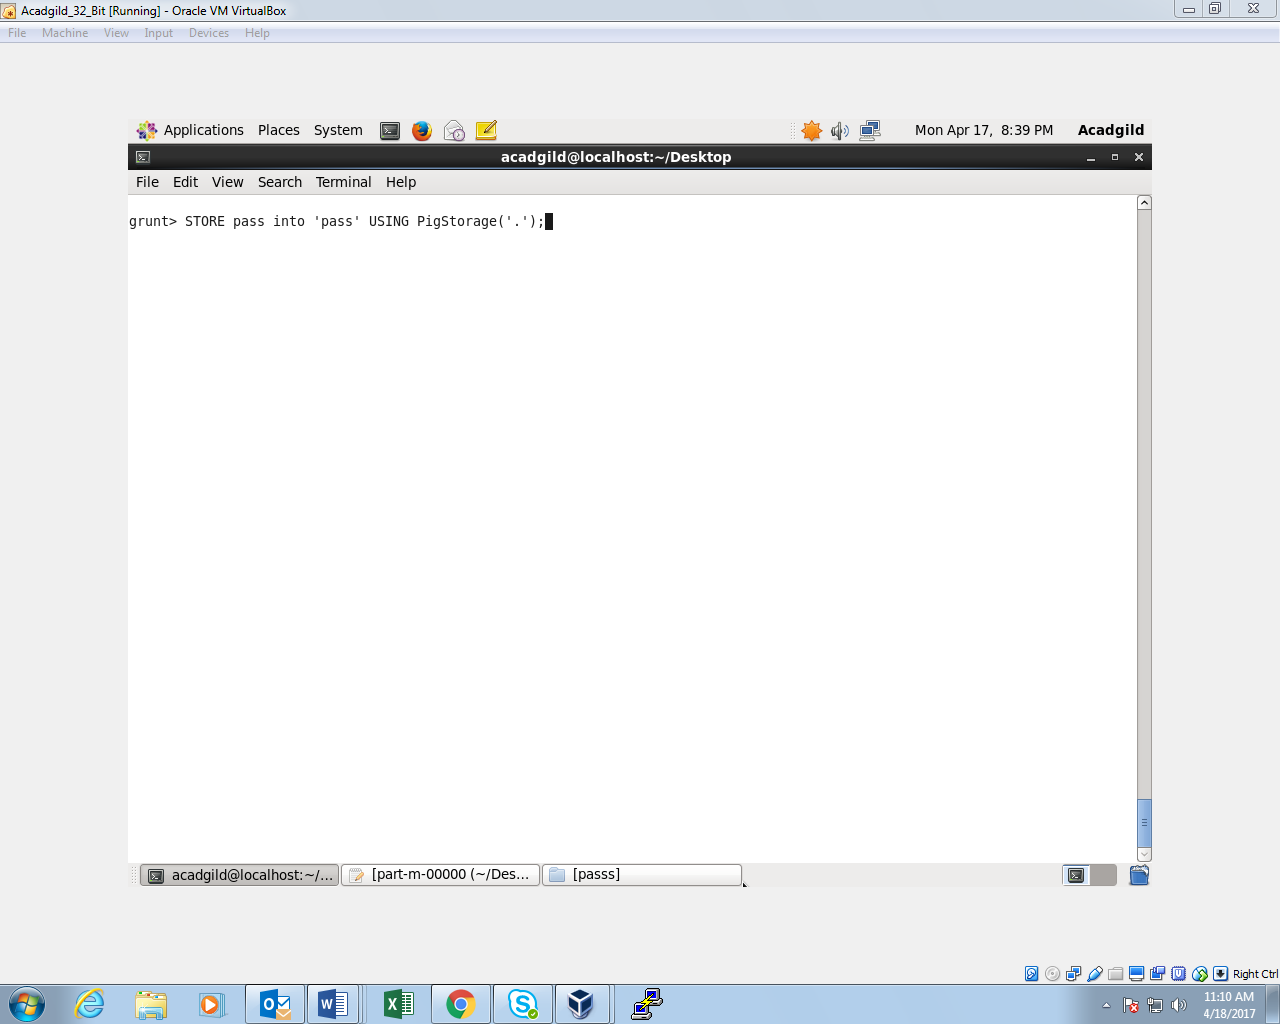 Acadgild_32_Bit [Running] - Oracle VM VirtualBox
File Machine View Input Devices Help
Applications Places System Mon Apr 17, 8:39 PM Acadgild
acadgild@localhost:~/Desktop
File Edit View Search Terminal Help
grunt> STORE pass into 'pass' USING PigStorage('.');
acadgild@localhost:~/... [part-m-00000 (~/Des... [passs]
Right Ctrl
11:10 AM
4/18/2017